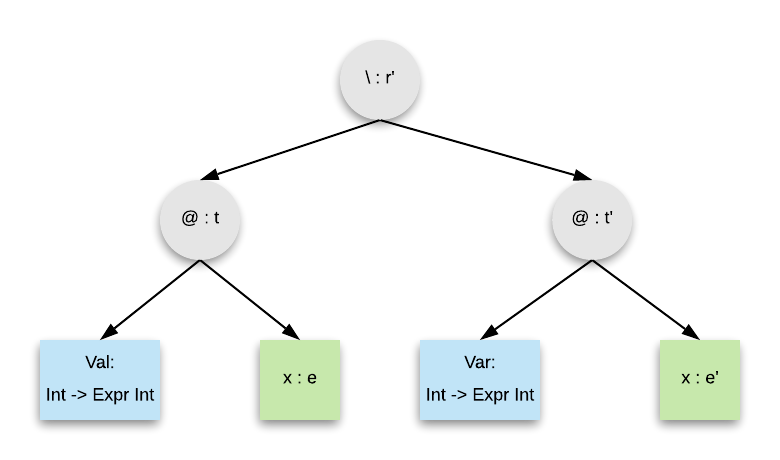 \ : r'
@ : t
@ : t'
Val:
Int -> Expr Int
x : e
Var:
Int -> Expr Int
x : e'